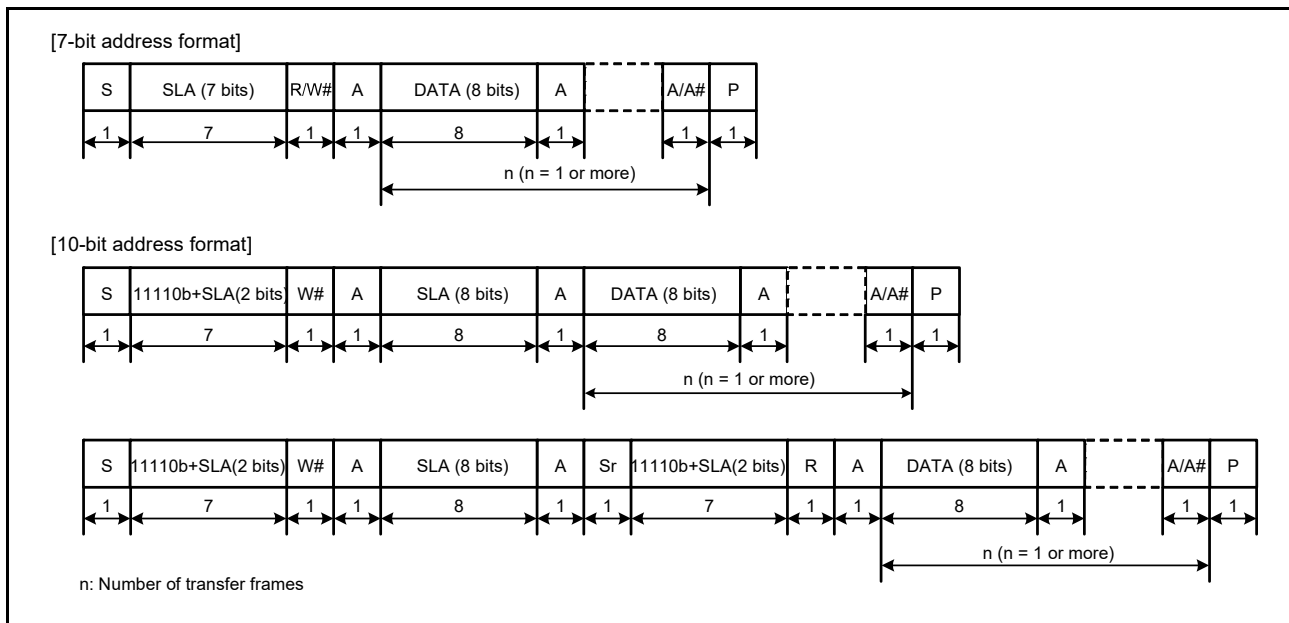 [7-bit address format]
S SLA (7 bits) R/W# A DATA (8 bits) A A/A# P
1 7 1 1 8 1 1 1
n (n = 1 or more)
[10-bit address format]
S 11110b+SLA(2 bits) W# A SLA (8 bits) A DATA (8 bits) A A/A# P
1 7 1 1 8 1 8 1 1 1
n (n = 1 or more)
S 11110b+SLA(2 bits) W# A SLA (8 bits) A Sr 11110b+SLA(2 bits) R A DATA (8 bits) A A/A# P
1 7 1 1 8 1 1 7 1 1 8 1 1 1
n (n = 1 or more)
n: Number of transfer frames